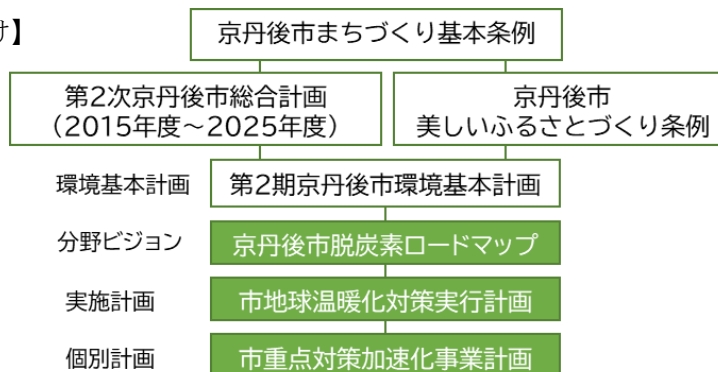 け】
京丹後市まちづくり基本条例
第2次京丹後市総合計画
（2015年度～2025年度）
京丹後市
美しいふるさとづくり条例
環境基本計画
第2期京丹後市環境基本計画
分野ビジョン
京丹後市脱炭素ロードマップ
実施計画
市地球温暖化対策実行計画
個別計画
市重点対策加速化事業計画